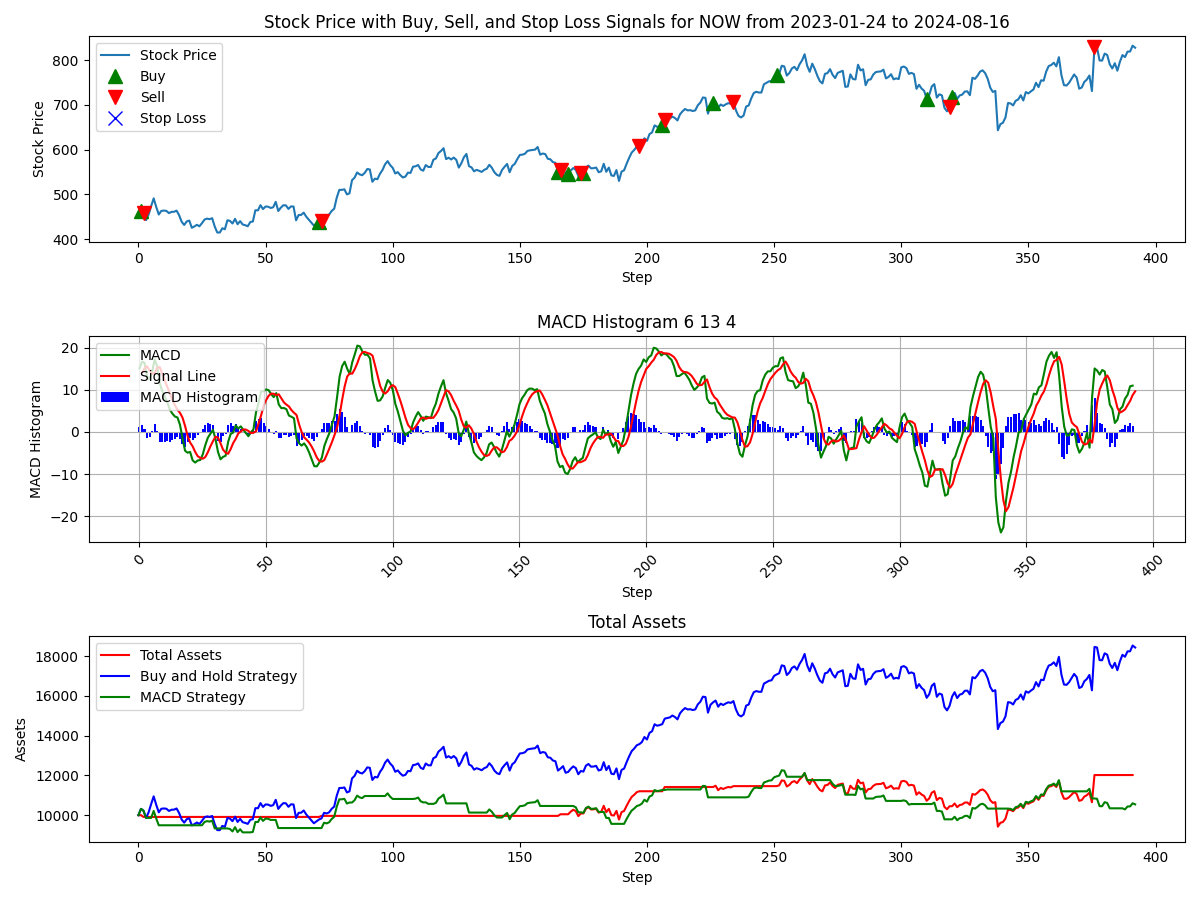 Stock Price with Buy, Sell, and Stop Loss Signals for NOW from 2023-01-24 to 2024-08-16
Stock Price
Buy
Sell
Stop Loss
Stock Price
800
700
600
500
400
0 50 100 150 200 250 300 350 400
Step
MACD Histogram 6 13 4
MACD
Signal Line
MACD Histogram
MACD Histogram
20
10
0
−10
−20
0 50 100 150 200 250 300 350 400
Step
Total Assets
Total Assets
Buy and Hold Strategy
MACD Strategy
Assets
18000
16000
14000
12000
10000
0 50 100 150 200 250 300 350 400
Step